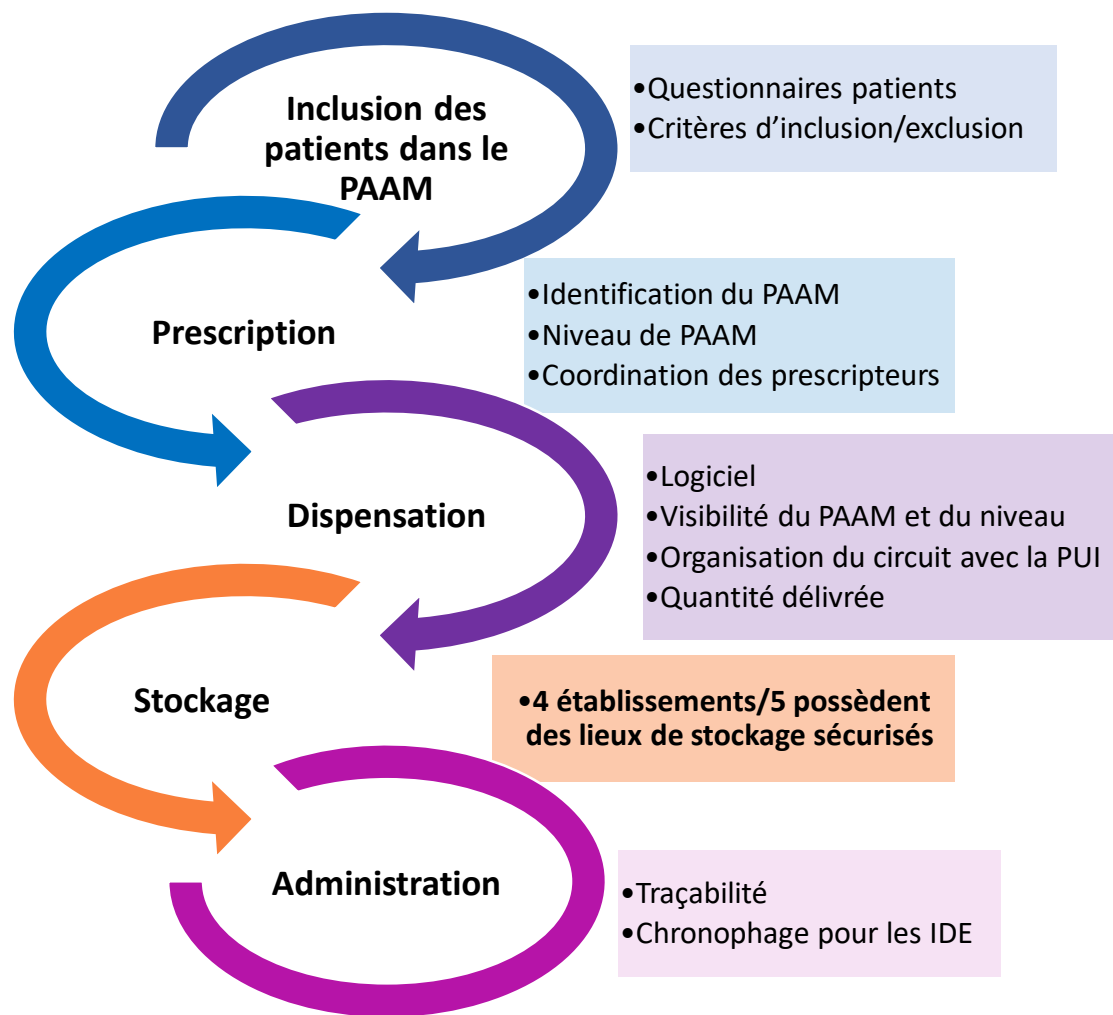 Inclusion des
patients dans le
PAAM
•Questionnaires patients
•Critères d'inclusion/exclusion
Prescription
•Identification du PAAM
•Niveau de PAAM
•Coordination des prescripteurs
Dispensation
•Logiciel
•Visibilité du PAAM et du niveau
•Organisation du circuit avec la PUI
•Quantité délivrée
Stockage
•4 établissements/5 possèdent
des lieux de stockage sécurisés
Administration
•Traçabilité
•Chronophage pour les IDE